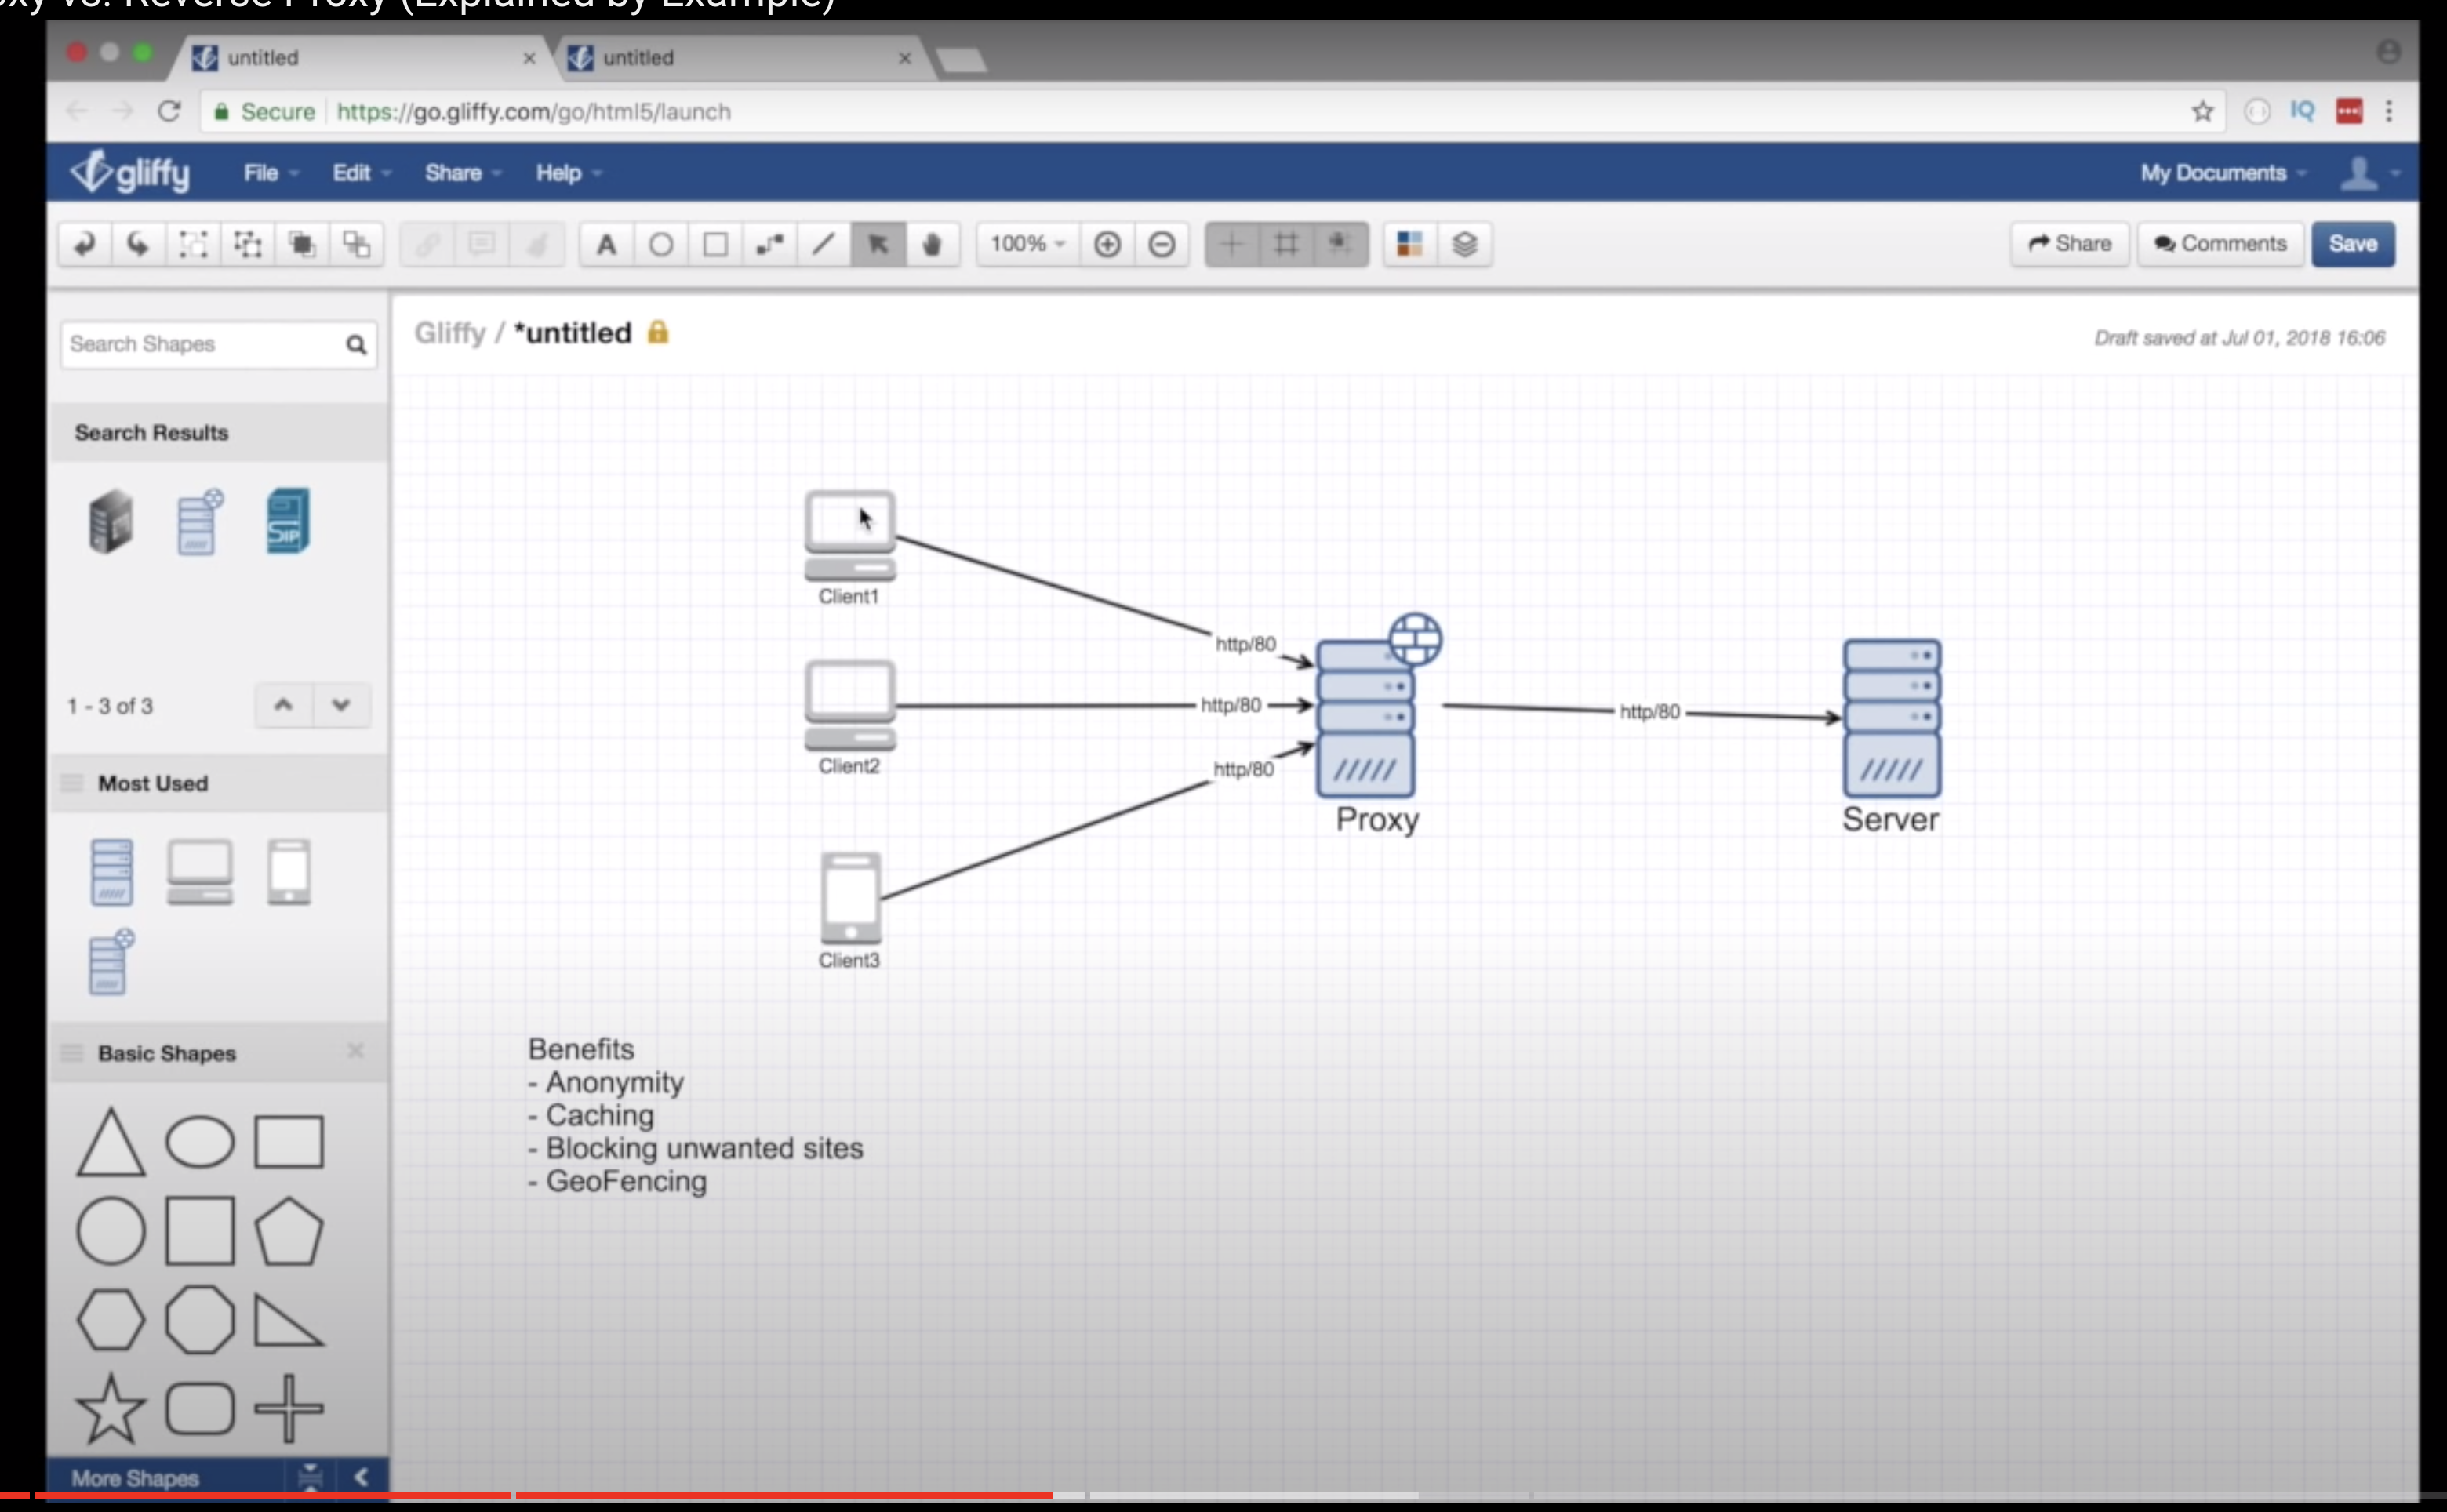 vs. Reverse Proxy (Explained by Example)
untitled
untitled
Secure https://go.gliffy.com/go/html5/launch
IQ
gliffy File Edit Share Help My Documents
A 100% Share Comments Save
Search Shapes
Gliffy / *untitled
Draft saved at Jul 01, 2018 16:06
Search Results
SIP
1 - 3 of 3
Most Used
Basic Shapes
More Shapes
Client1
http/80
Client2
http/80
http/80
http/80
Client3
Proxy
Server
Benefits
- Anonymity
- Caching
- Blocking unwanted sites
- GeoFencing